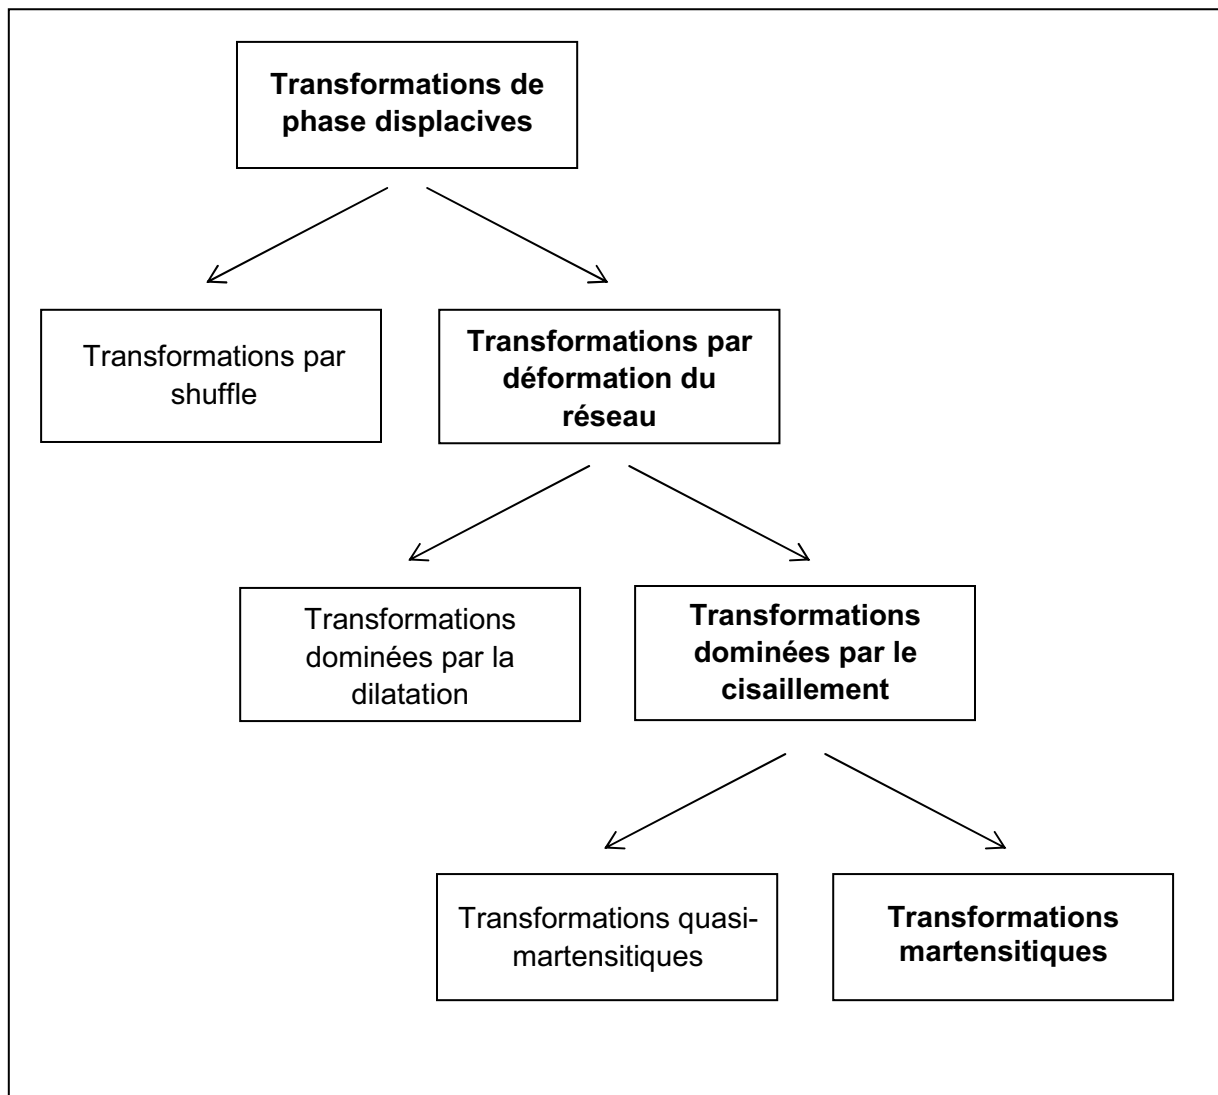 Transformations de
phase displacives
Transformations par
shuffle
Transformations par
déformation du
réseau
Transformations
dominées par la
dilatation
Transformations
dominées par le
cisaillement
Transformations quasi-
martensitiques
Transformations
martensitiques